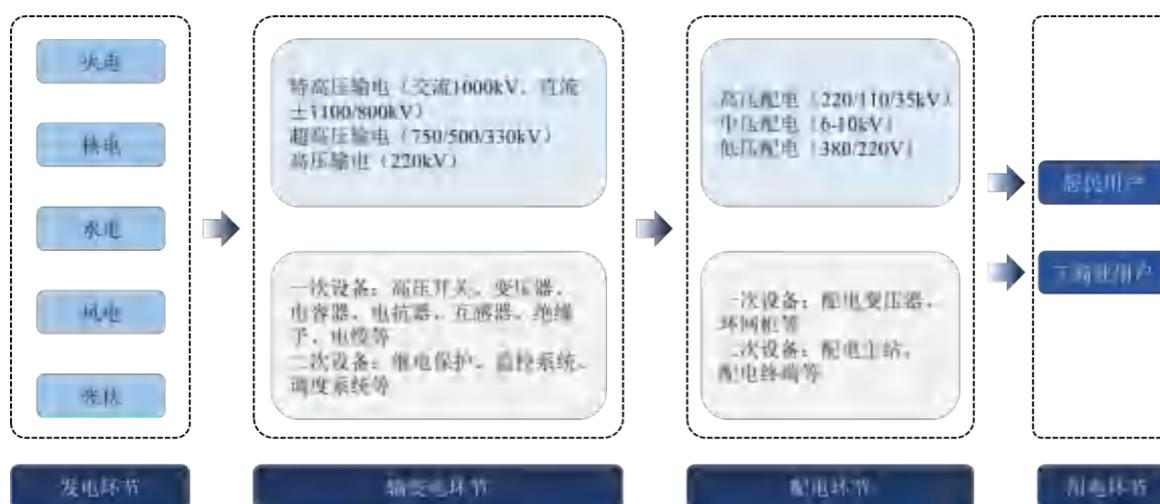 火电
核电
水电
风电
特高压输电（交流1000kV、直流
±1100/800kV）
超高压输电（750/500/330kV）
高压输电（220kV）
一次设备：高压开关、变压器、
电容器、电抗器、互感器、绝缘
子、电缆等
二次设备：继电保护、监控系统、
调度系统等
高压配电（220/110/35kV）
中压配电（6-10kV）
低压配电（380/220V）
一次设备：配电变压器、
环网柜等
二次设备：配电主站、
配电终端等
居民用户
工商业用户
发电环节
输变电环节
配电环节
用电环节